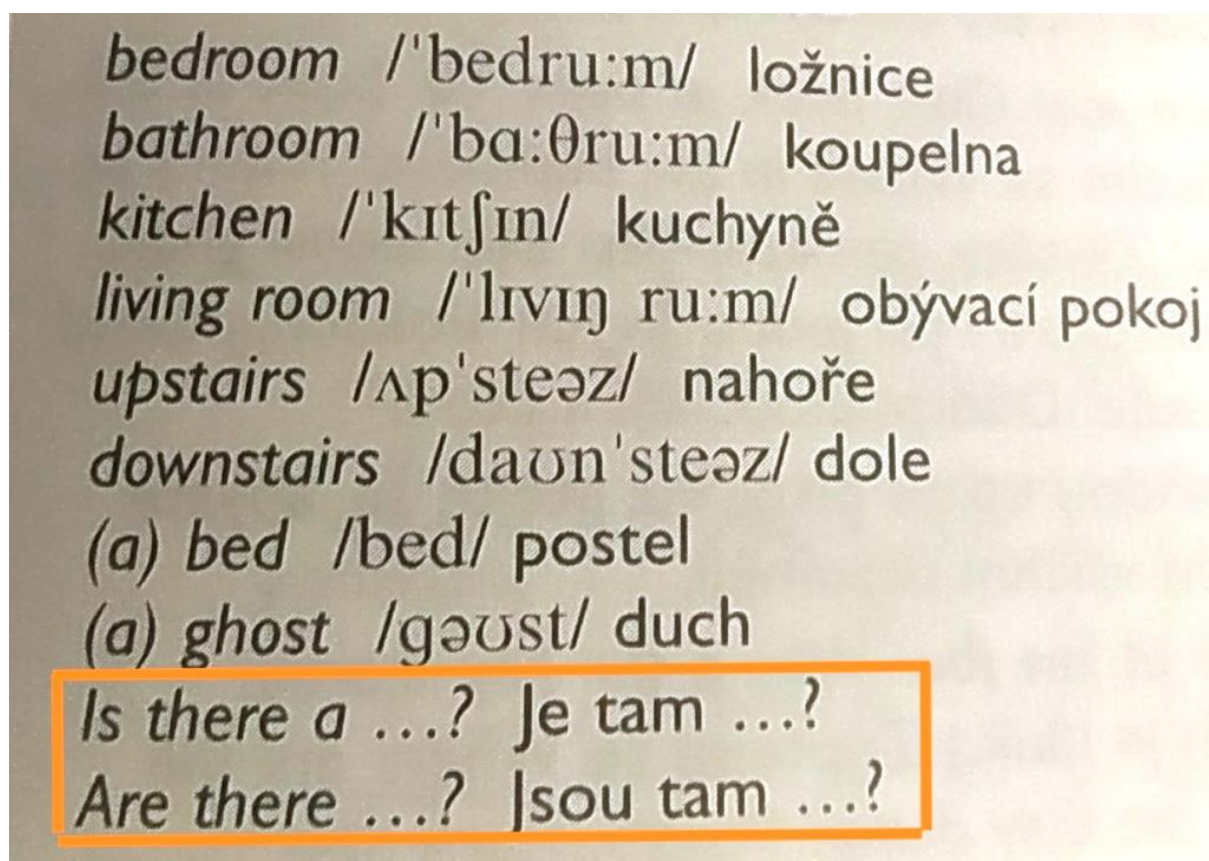 bedroom /ˈbedruːm/ ložnice
bathroom /ˈbɑːθruːm/ koupelna
kitchen /ˈkɪtʃɪn/ kuchyně
living room /ˈlɪvɪŋ ruːm/ obývací pokoj
upstairs /ʌpˈsteəz/ nahoře
downstairs /daʊnˈsteəz/ dole
(a) bed /bed/ postel
(a) ghost /gəʊst/ duch
Is there a ...? Je tam ...?
Are there ...? Jsou tam ...?